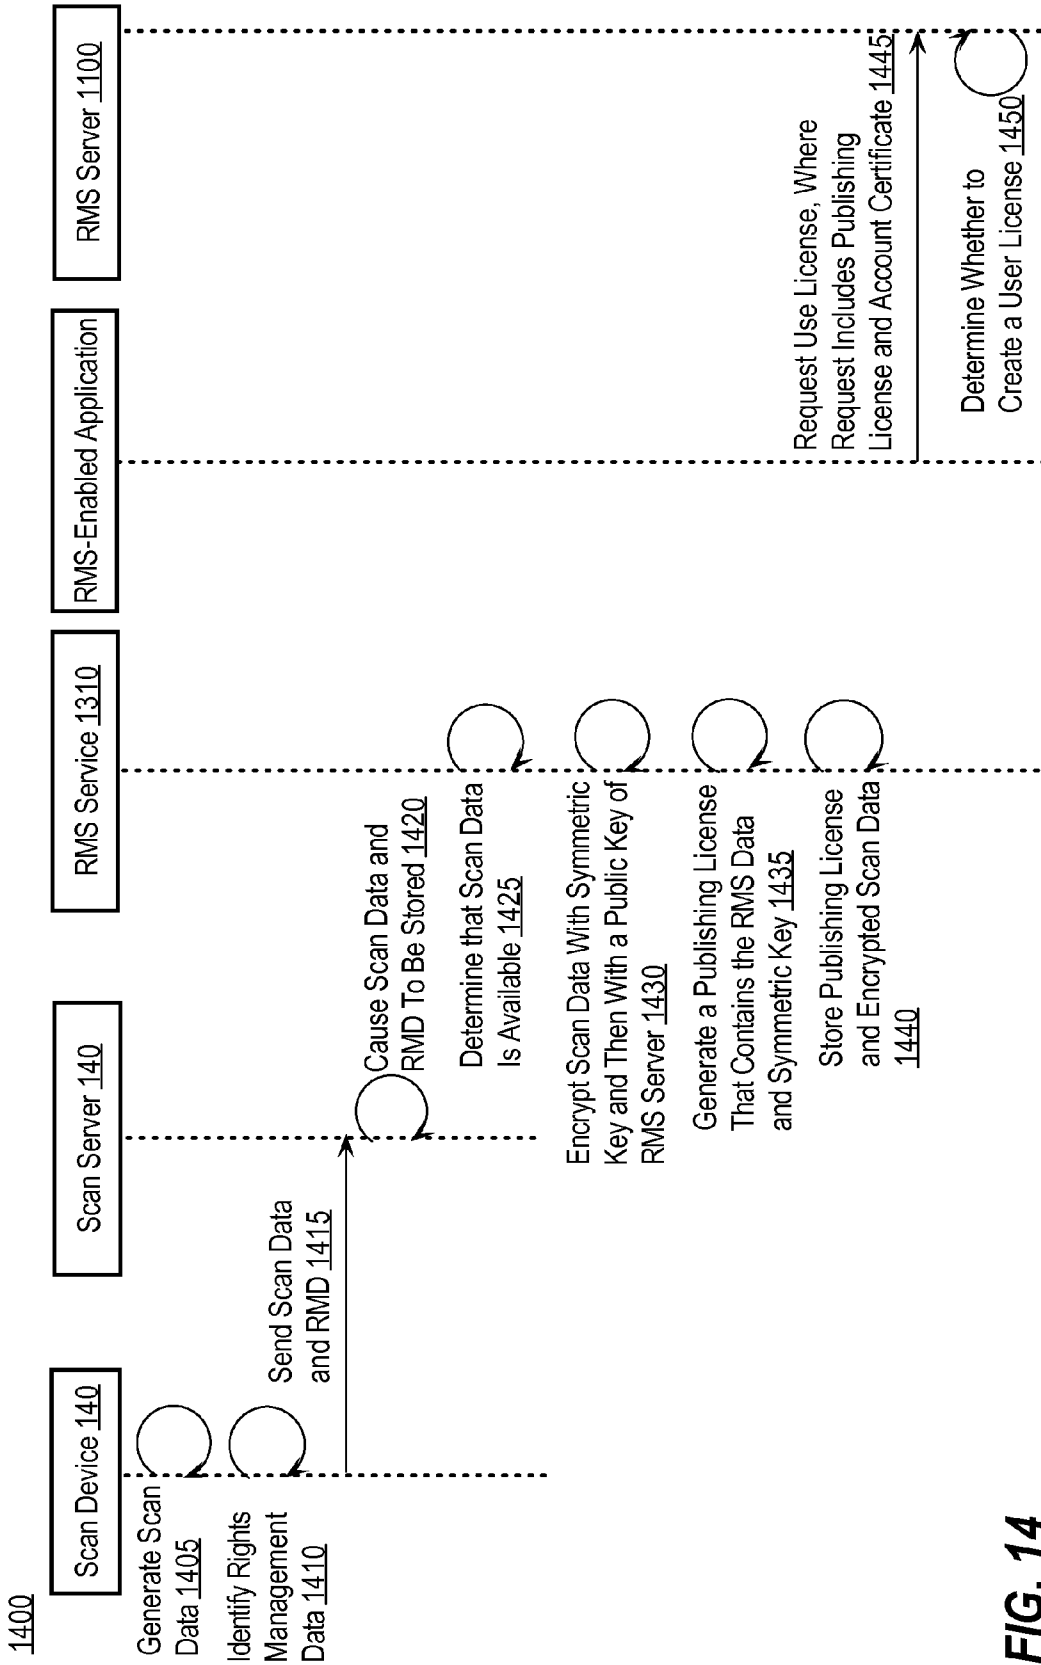 1400
Scan Device 140
Scan Server 140
RMS Service 1310
RMS-Enabled Application
RMS Server 1100
Generate Scan
Data 1405
Identify Rights
Management
Data 1410
Send Scan Data
and RMD 1415
Cause Scan Data and
RMD To Be Stored 1420
Determine that Scan Data
Is Available 1425
Encrypt Scan Data With Symmetric
Key and Then With a Public Key of
RMS Server 1430
Generate a Publishing License
That Contains the RMS Data
and Symmetric Key 1435
Store Publishing License
and Encrypted Scan Data
1440
Request Use License, Where
Request Includes Publishing
License and Account Certificate 1445
Determine Whether to
Create a User License 1450
FIG. 14